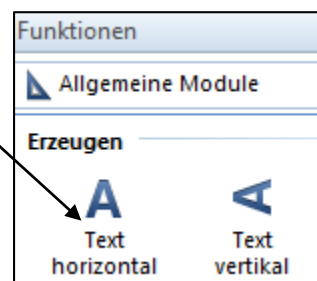 Funktionen
Allgemeine Module
Erzeugen
Text horizontal
Text vertikal